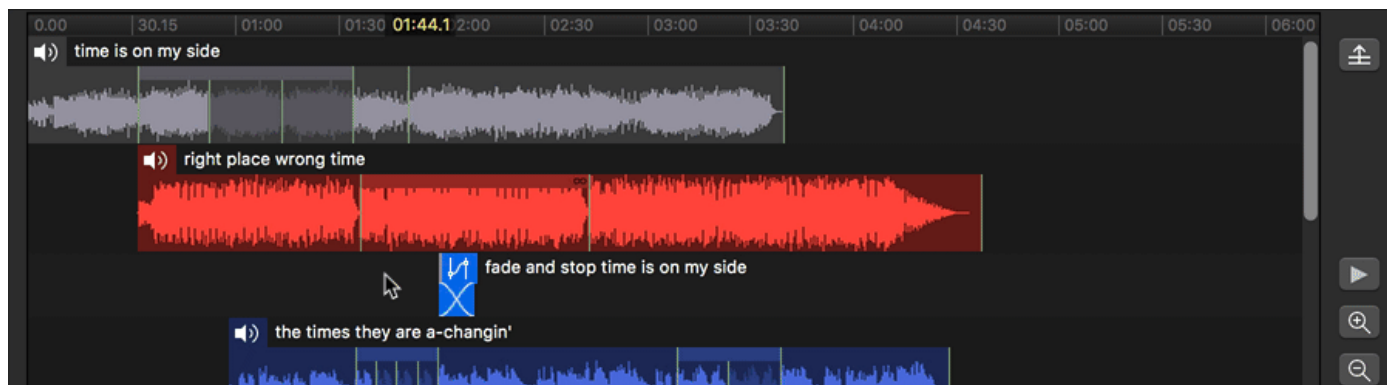 0.00 30.15 01:00 01:30 01:44.1 2:00 02:30 03:00 03:30 04:00 04:30 05:00 05:30 06:00
time is on my side
right place wrong time
fade and stop time is on my side
the times they are a-changin'